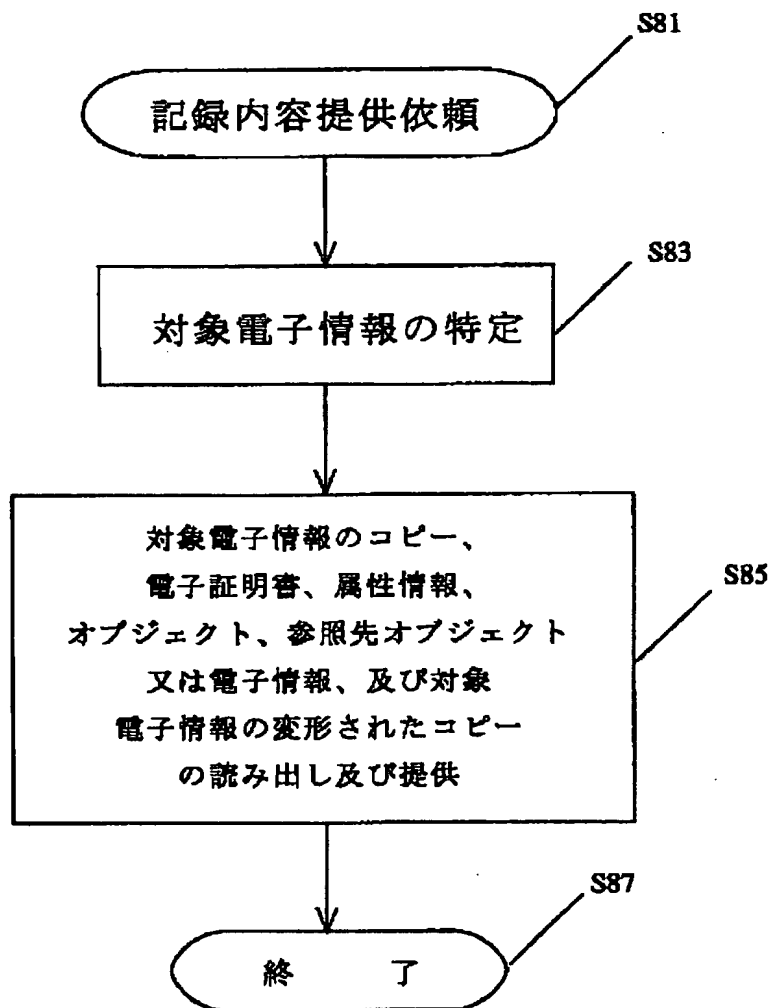 S81
記録内容提供依頼
S83
対象電子情報の特定
S85
対象電子情報のコピー、
電子証明書、属性情報、
オブジェクト、参照先オブジェクト
又は電子情報、及び対象
電子情報の変形されたコピー
の読み出し及び提供
S87
終 了